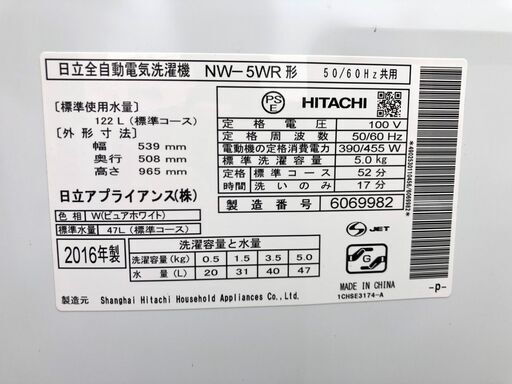 日立全自動電気洗濯機 NW-5WR 形 50/60Hz共用
[標準使用水量]
122 L (標準コース)
[外 形 寸 法]
幅 539 mm
奥行 508 mm
高さ 965 mm
日立アプライアンス(株)
色 相 W(ピュアホワイト)
標準水量 47L (標準コース)
PS E HITACHI
定 格 電 圧 100 V
定 格 周 波 数 50/60 Hz
電動機の定格消費電力 390/455 W
標準洗濯容量 5.0kg
定格 標準コース 52分
時間 洗いのみ 17分
製造番号 6069982
2016年製
洗濯容量と水量
洗濯容量(kg) 0.5 1.5 3.5 5.0
水 量 (L) 20 31 40 47
S JET
G
MADE IN CHINA
1CHSE3174-A
製造元 Shanghai Hitachi Household Appliances Co., Ltd.
-p-